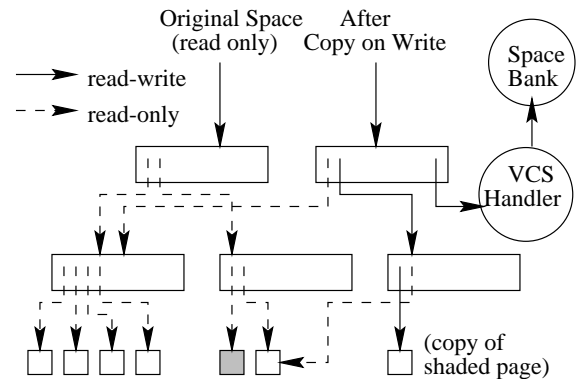 Original Space
(read only)
After
Copy on Write
Space
Bank
read-write
read-only
VCS
Handler
(copy of
shaded page)